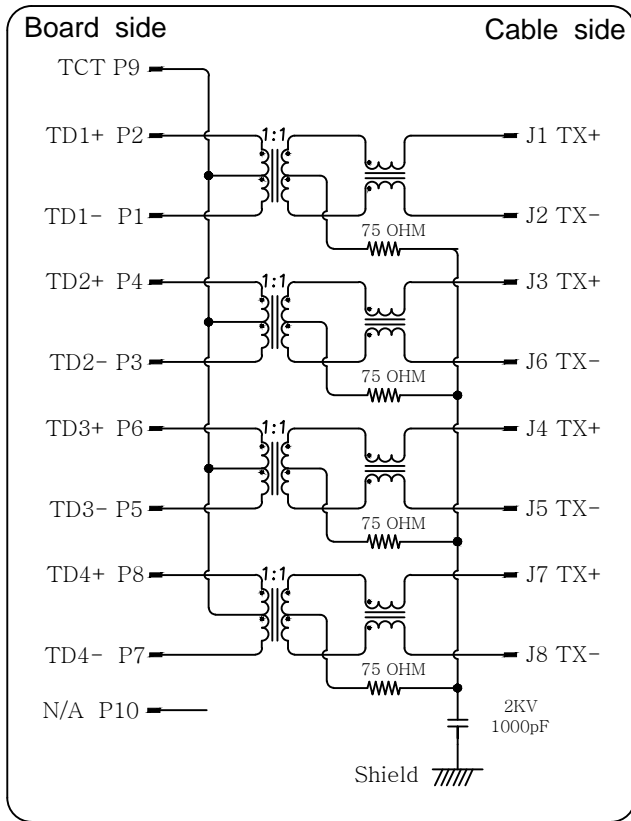 Board side
Cable side
TCT P9
TD1+ P2
1:1
J1 TX+
TD1- P1
J2 TX-
75 OHM
TD2+ P4
1:1
J3 TX+
TD2- P3
J6 TX-
75 OHM
TD3+ P6
1:1
J4 TX+
TD3- P5
J5 TX-
75 OHM
TD4+ P8
1:1
J7 TX+
TD4- P7
J8 TX-
75 OHM
N/A P10
2KV
1000pF
Shield